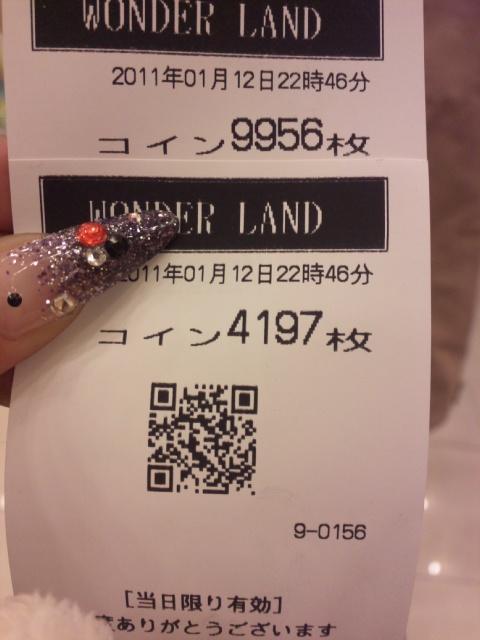 WONDER LAND
2011年01月12日22時46分
コイン9956枚
WONDER LAND
2011年01月12日22時46分
コイン4197枚
9-0156
[当日限り有効]
ありがとうございます